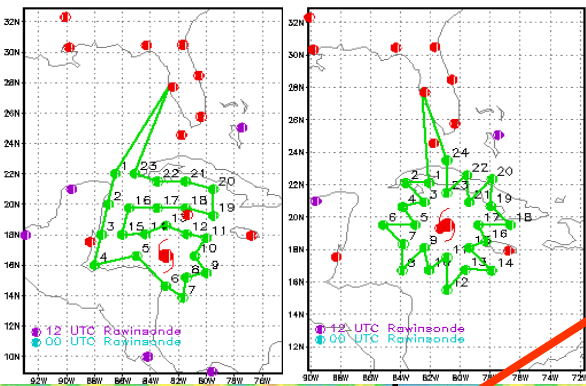 32N
30N
28N
26N
24N
22N
20N
18N
16N
14N
12N
10N
1
23
22
21
20
2
16
17
18
19
3
15
14
13
12
11
4
5
10
6
8
9
7
12 UTC Rawinsonde
00 UTC Rawinsonde
92W 90W 88W 86W 84W 82W 80W 78W 76W
32N
30N
28N
26N
24N
22N
20N
18N
16N
14N
12N
24
2
1
22
20
23
4
3
21
19
6
5
17
18
7
9
11
16
15
8
10
12
13
14
12 UTC Rawinsonde
00 UTC Rawinsonde
90W 88W 86W 84W 82W 80W 78W 76W 74W